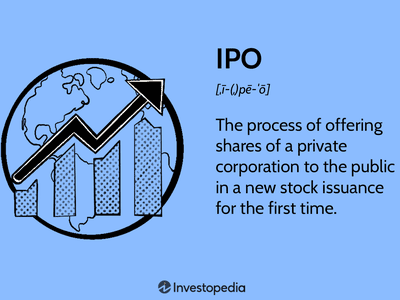 IPO
[ˌī-(ˌ)pē-ˈō]
The process of offering
shares of a private
corporation to the public
in a new stock issuance
for the first time.
Investopedia